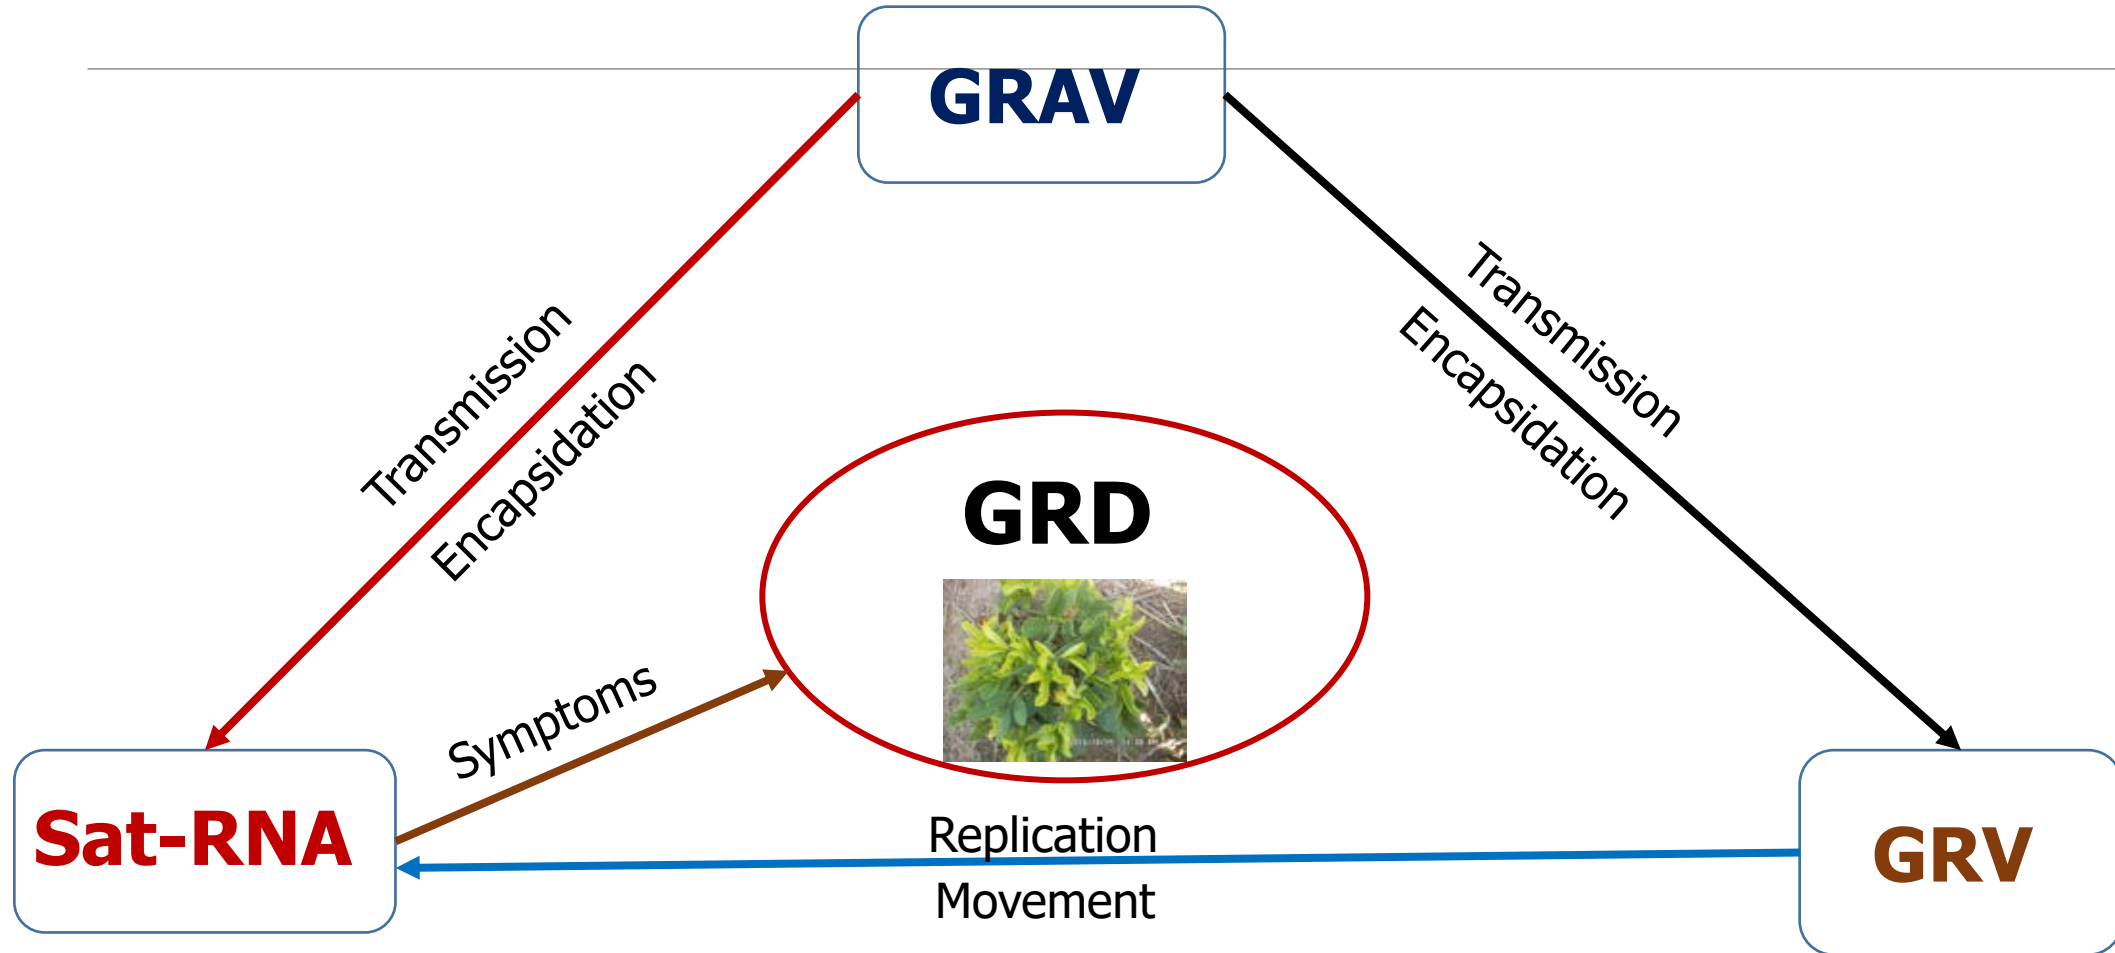 GRAV
Transmission
Encapsidation
Transmission
Encapsidation
GRD
Symptoms
Sat-RNA
Replication
Movement
GRV